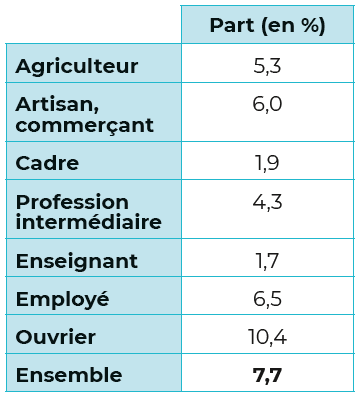 Part (en %)
Agriculteur 5,3
Artisan, 6,0
commerçant
Cadre 1,9
Profession 4,3
intermédiaire
Enseignant 1,7
Employé 6,5
Ouvrier 10,4
Ensemble 7,7